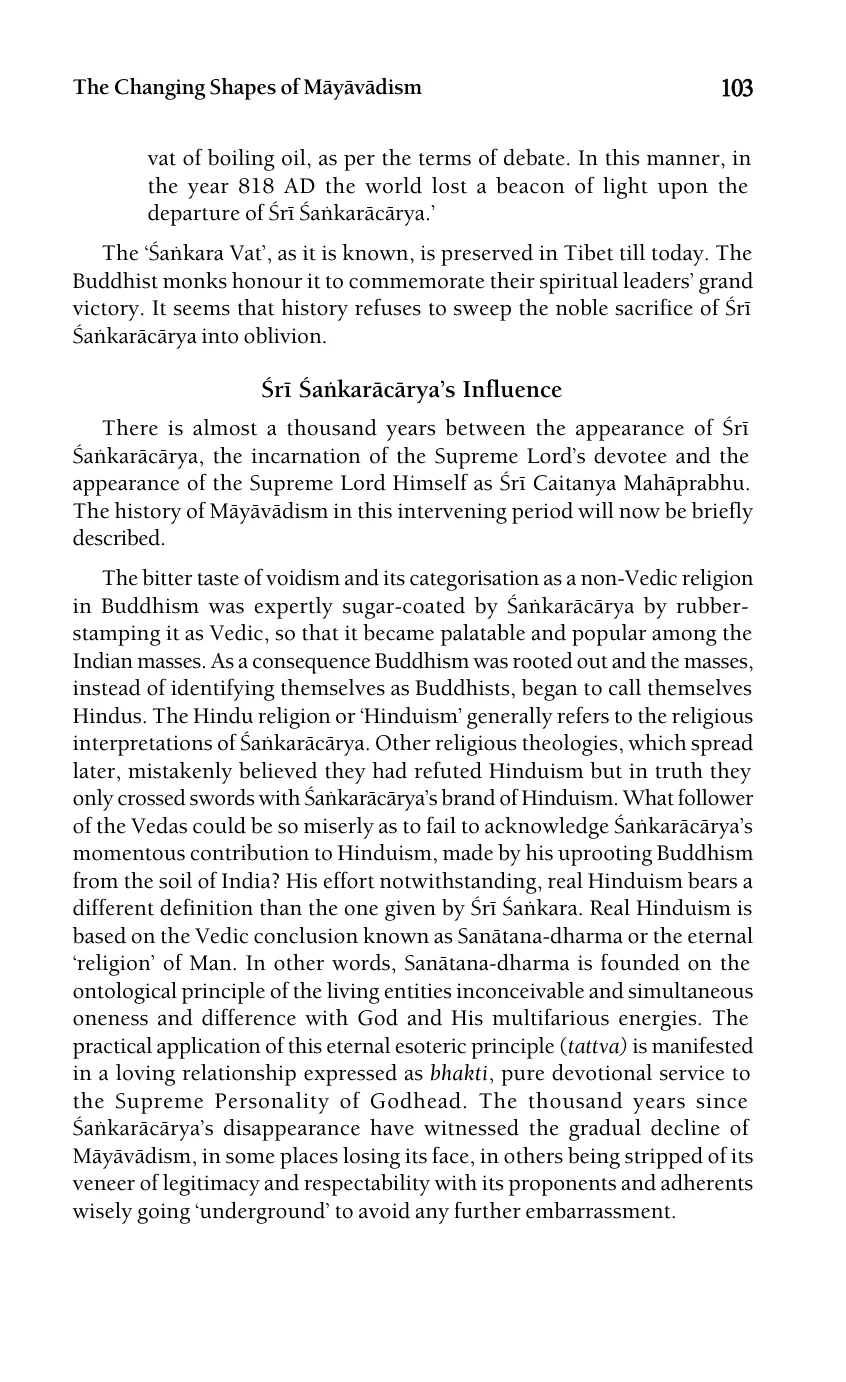 The Changing Shapes of Māyāvādism 103
vat of boiling oil, as per the terms of debate. In this manner, in
the year 818 AD the world lost a beacon of light upon the
departure of Śrī Śaṅkarācārya.’
The ‘Śaṅkara Vat’, as it is known, is preserved in Tibet till today. The
Buddhist monks honour it to commemorate their spiritual leaders’ grand
victory. It seems that history refuses to sweep the noble sacrifice of Śrī
Śaṅkarācārya into oblivion.
Śrī Śaṅkarācārya’s Influence
There is almost a thousand years between the appearance of Śrī
Śaṅkarācārya, the incarnation of the Supreme Lord’s devotee and the
appearance of the Supreme Lord Himself as Śrī Caitanya Mahāprabhu.
The history of Māyāvādism in this intervening period will now be briefly
described.
The bitter taste of voidism and its categorisation as a non-Vedic religion
in Buddhism was expertly sugar-coated by Śaṅkarācārya by rubber-
stamping it as Vedic, so that it became palatable and popular among the
Indian masses. As a consequence Buddhism was rooted out and the masses,
instead of identifying themselves as Buddhists, began to call themselves
Hindus. The Hindu religion or ‘Hinduism’ generally refers to the religious
interpretations of Śaṅkarācārya. Other religious theologies, which spread
later, mistakenly believed they had refuted Hinduism but in truth they
only crossed swords with Śaṅkarācārya’s brand of Hinduism. What follower
of the Vedas could be so miserly as to fail to acknowledge Śaṅkarācārya’s
momentous contribution to Hinduism, made by his uprooting Buddhism
from the soil of India? His effort notwithstanding, real Hinduism bears a
different definition than the one given by Śrī Śaṅkara. Real Hinduism is
based on the Vedic conclusion known as Sanātana-dharma or the eternal
‘religion’ of Man. In other words, Sanātana-dharma is founded on the
ontological principle of the living entities inconceivable and simultaneous
oneness and difference with God and His multifarious energies. The
practical application of this eternal esoteric principle (tattva) is manifested
in a loving relationship expressed as bhakti, pure devotional service to
the Supreme Personality of Godhead. The thousand years since
Śaṅkarācārya’s disappearance have witnessed the gradual decline of
Māyāvādism, in some places losing its face, in others being stripped of its
veneer of legitimacy and respectability with its proponents and adherents
wisely going ‘underground’ to avoid any further embarrassment.